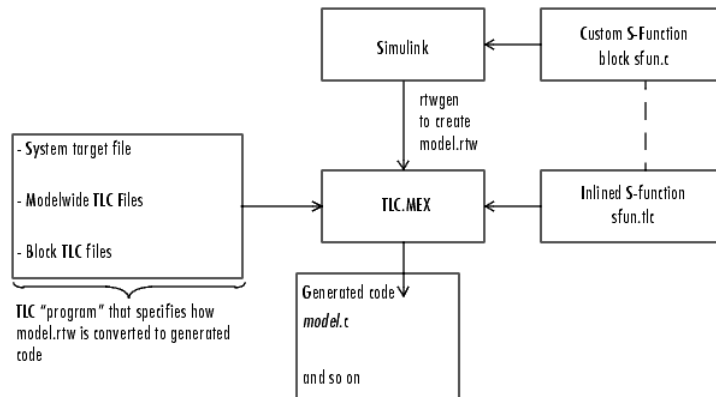 Simulink
Custom S-Function
block sfun.c
rtwgen
to create
model.rtw
- System target file
- Modelwide TLC Files
- Block TLC files
TLC.MEX
Inlined S-function
sfun.tlc
TLC “program” that specifies how
model.rtw is converted to generated
code
Generated code
model.c
and so on